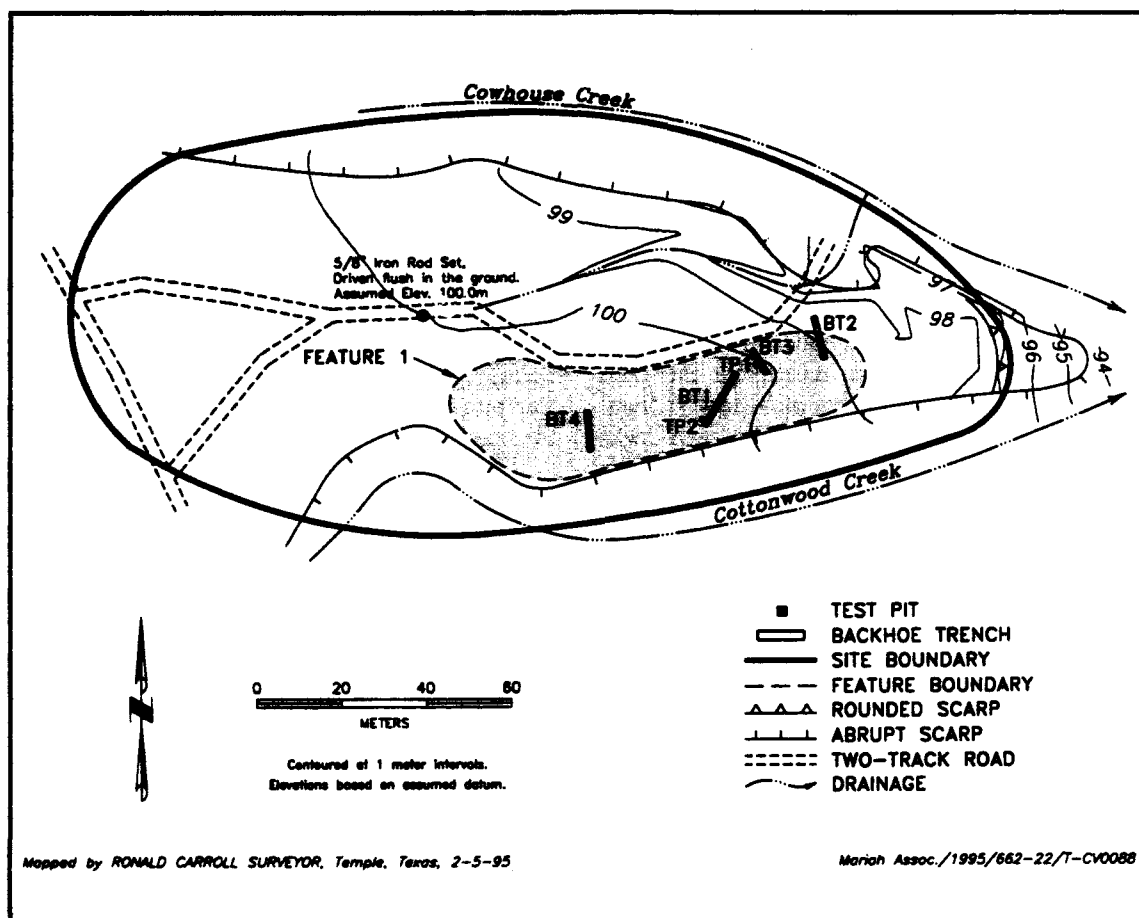 Cowhouse Creek
99
5/8" Iron Rod Set,
Driven flush in the ground.
Assumed Elev. 100.0m
100
97
98
96
95
94
FEATURE 1
BT2
BT3
TP1
BT1
BT4
TP2
Cottonwood Creek
0 20 40 60
METERS
Contoured at 1 meter intervals.
Elevations based on assumed datum.
TEST PIT
BACKHOE TRENCH
SITE BOUNDARY
FEATURE BOUNDARY
ROUNDED SCARP
ABRUPT SCARP
TWO-TRACK ROAD
DRAINAGE
Mapped by RONALD CARROLL SURVEYOR, Temple, Texas, 2-5-95
Mariah Assoc./1995/662-22/T-CV0088